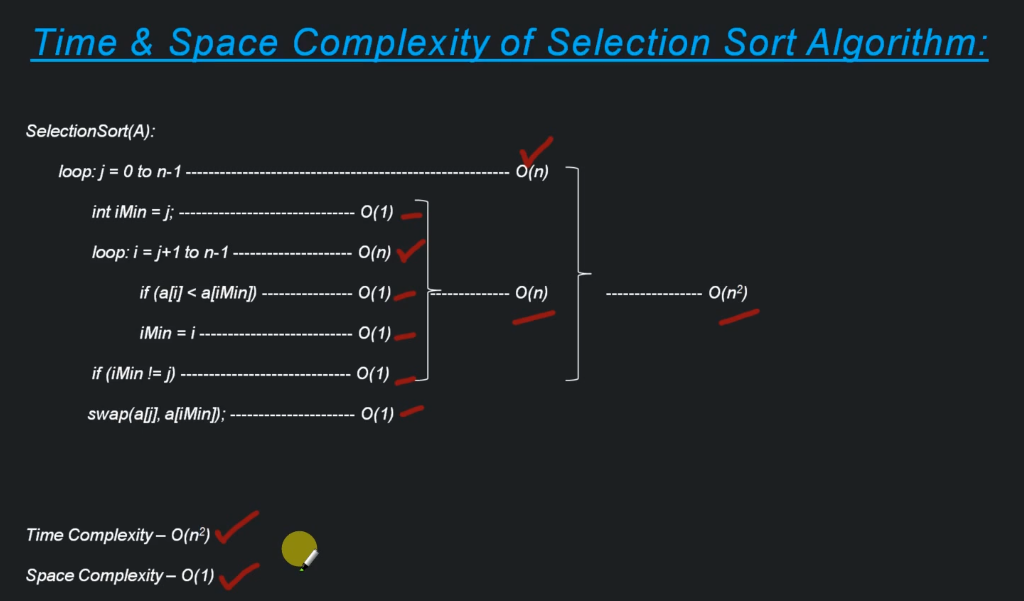 Time & Space Complexity of Selection Sort Algorithm:
SelectionSort(A):
loop: j = 0 to n-1 ---------------------------------------------------------- O(n)
int iMin = j; ------------------------------- O(1)
loop: i = j+1 to n-1 --------------------- O(n)
if (a[i] < a[iMin]) ---------------- O(1) -------------- O(n) ----------------- O(n²)
iMin = i --------------------------- O(1)
if (iMin != j) ------------------------------ O(1)
swap(a[j], a[iMin]); ---------------------- O(1)
Time Complexity – O(n²)
Space Complexity – O(1)